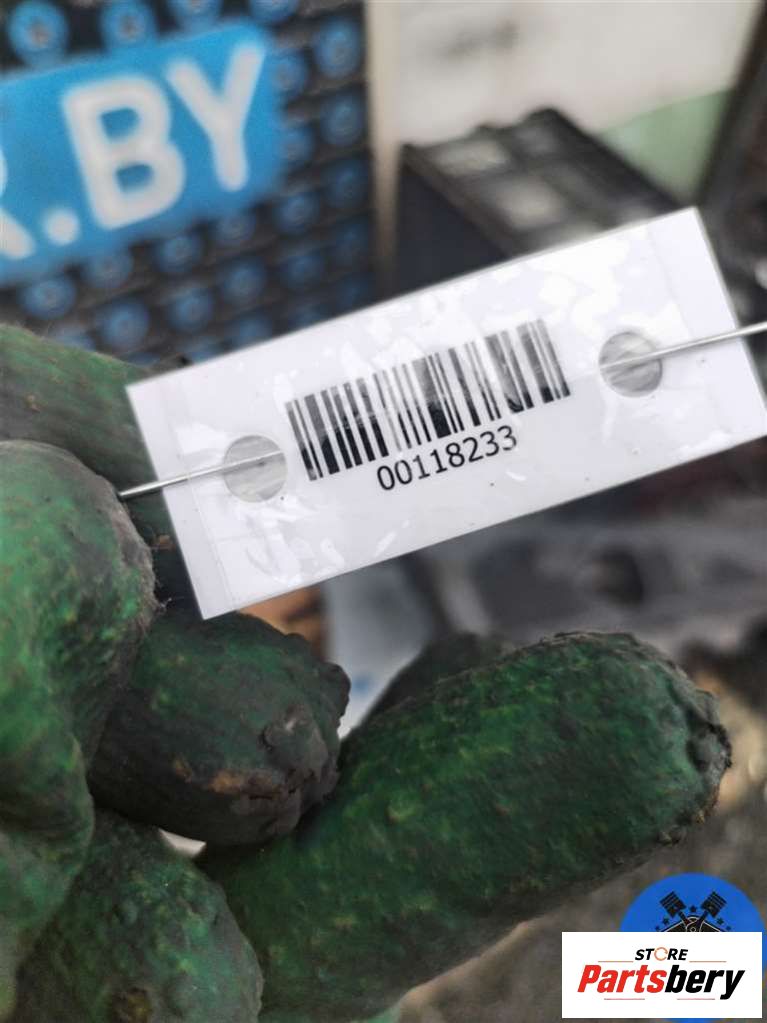 R.BY
00118233
STORE
Partsbery